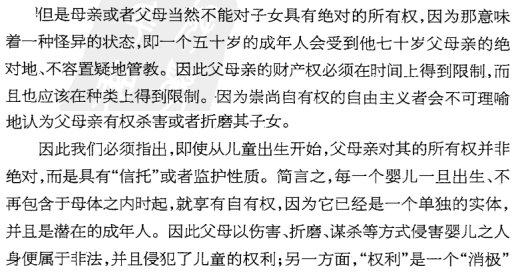 但是母亲或者父母当然不能对子女具有绝对的所有权，因为那意味
着一种怪异的状态，即一个五十岁的成年人会受到他七十岁父母亲的绝
对地、不容置疑地管教。因此父母亲的财产权必须在时间上得到限制，而
且也应该在种类上得到限制。因为崇尚自有权的自由主义者会不可理喻
地认为父母亲有权杀害或者折磨其子女。
因此我们必须指出，即使从儿童出生开始，父母亲对其的所有权并非
绝对，而是具有“信托”或者监护性质。简言之，每一个婴儿一旦出生、不
再包含于母体之内时起，就享有自有权，因为它已经是一个单独的实体，
并且是潜在的成年人。因此父母以伤害、折磨、谋杀等方式侵害婴儿之人
身便属于非法，并且侵犯了儿童的权利；另一方面，“权利”是一个“消极”